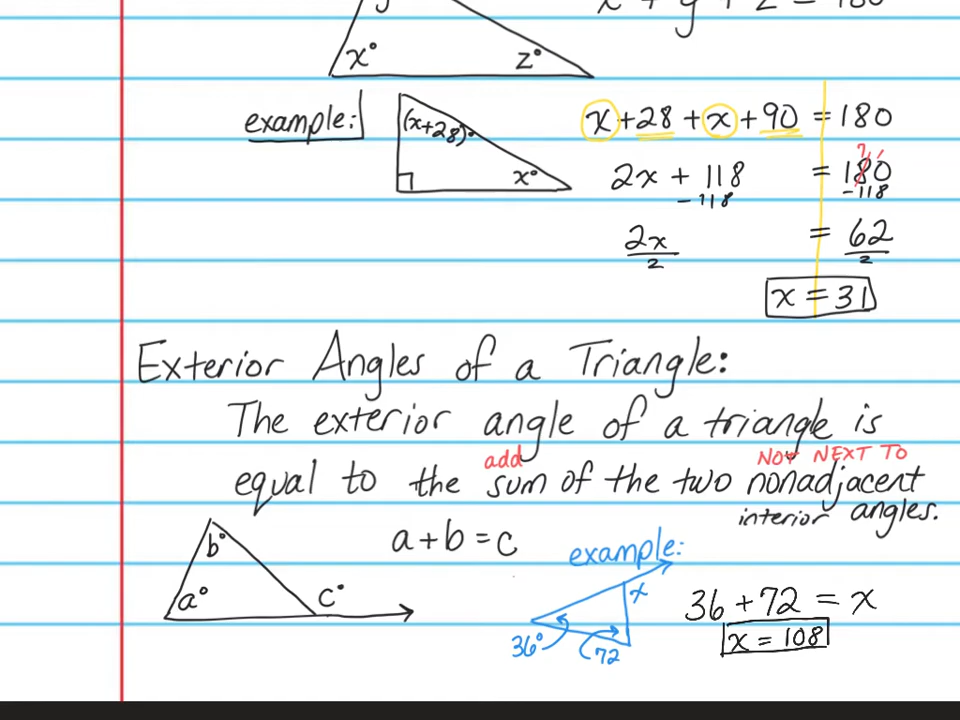 x + y + z = 180
x° z°
example: (x+28)° x° x + 28 + x + 90 = 180
2x + 118 = 180
-118 -118
2x = 62
2 2
x = 31
Exterior Angles of a Triangle:
The exterior angle of a triangle is
add NOT NEXT TO
equal to the sum of the two nonadjacent
interior angles.
b° a + b = c example:
a° c° x 36 + 72 = x
36° 72 x = 108